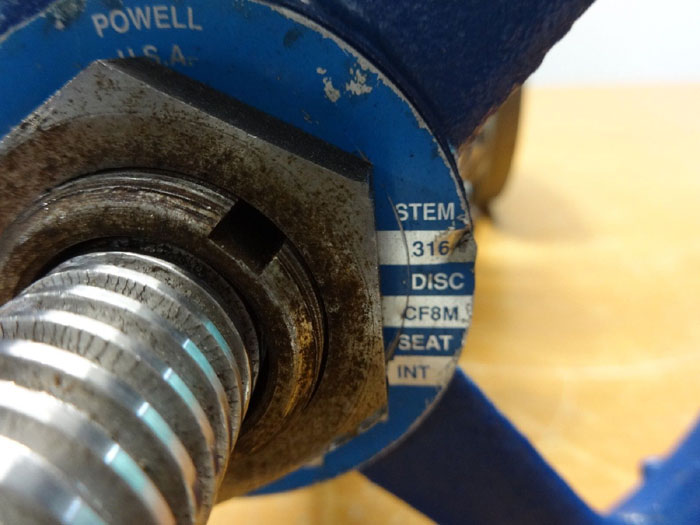 POWELL
U.S.A.
STEM
316
DISC
CF8M
SEAT
INT